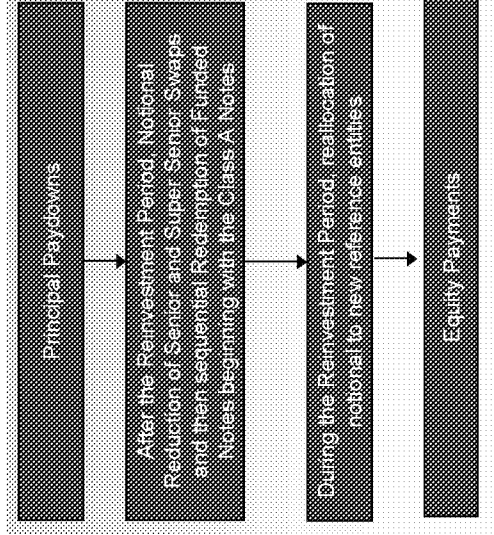 Principal Paydowns
After the Reinvestment Period, Notional
Reduction of Senior and Super Senior Swaps
and then sequential Redemption of Funded
Notes beginning with the Class A Notes
During the Reinvestment Period, reallocation of
notional to new reference entities
Equity Payments